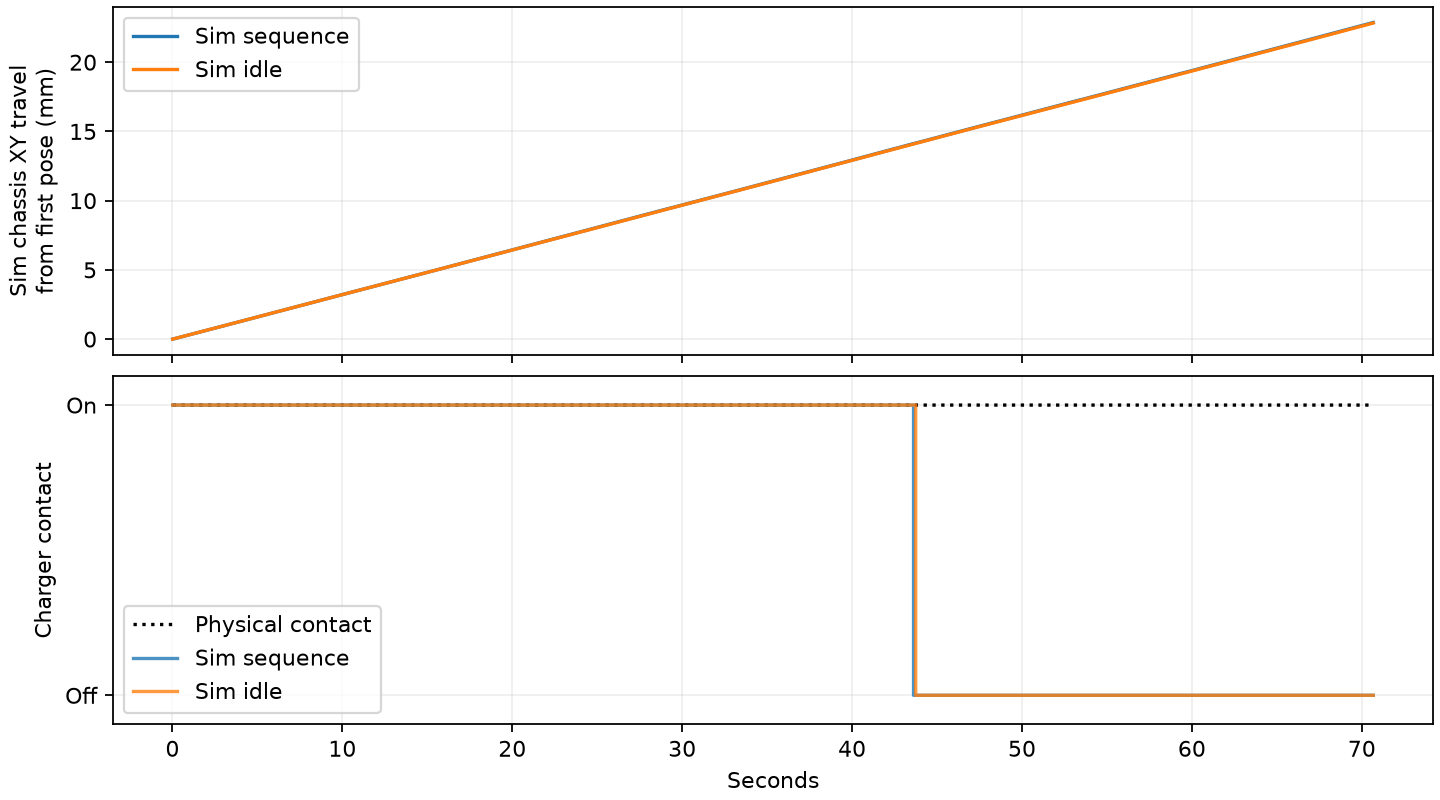 Sim chassis XY travel
from first pose (mm)
20
15
10
5
0
Sim sequence
Sim idle
Charger contact
On
Off
Physical contact
Sim sequence
Sim idle
0 10 20 30 40 50 60 70
Seconds